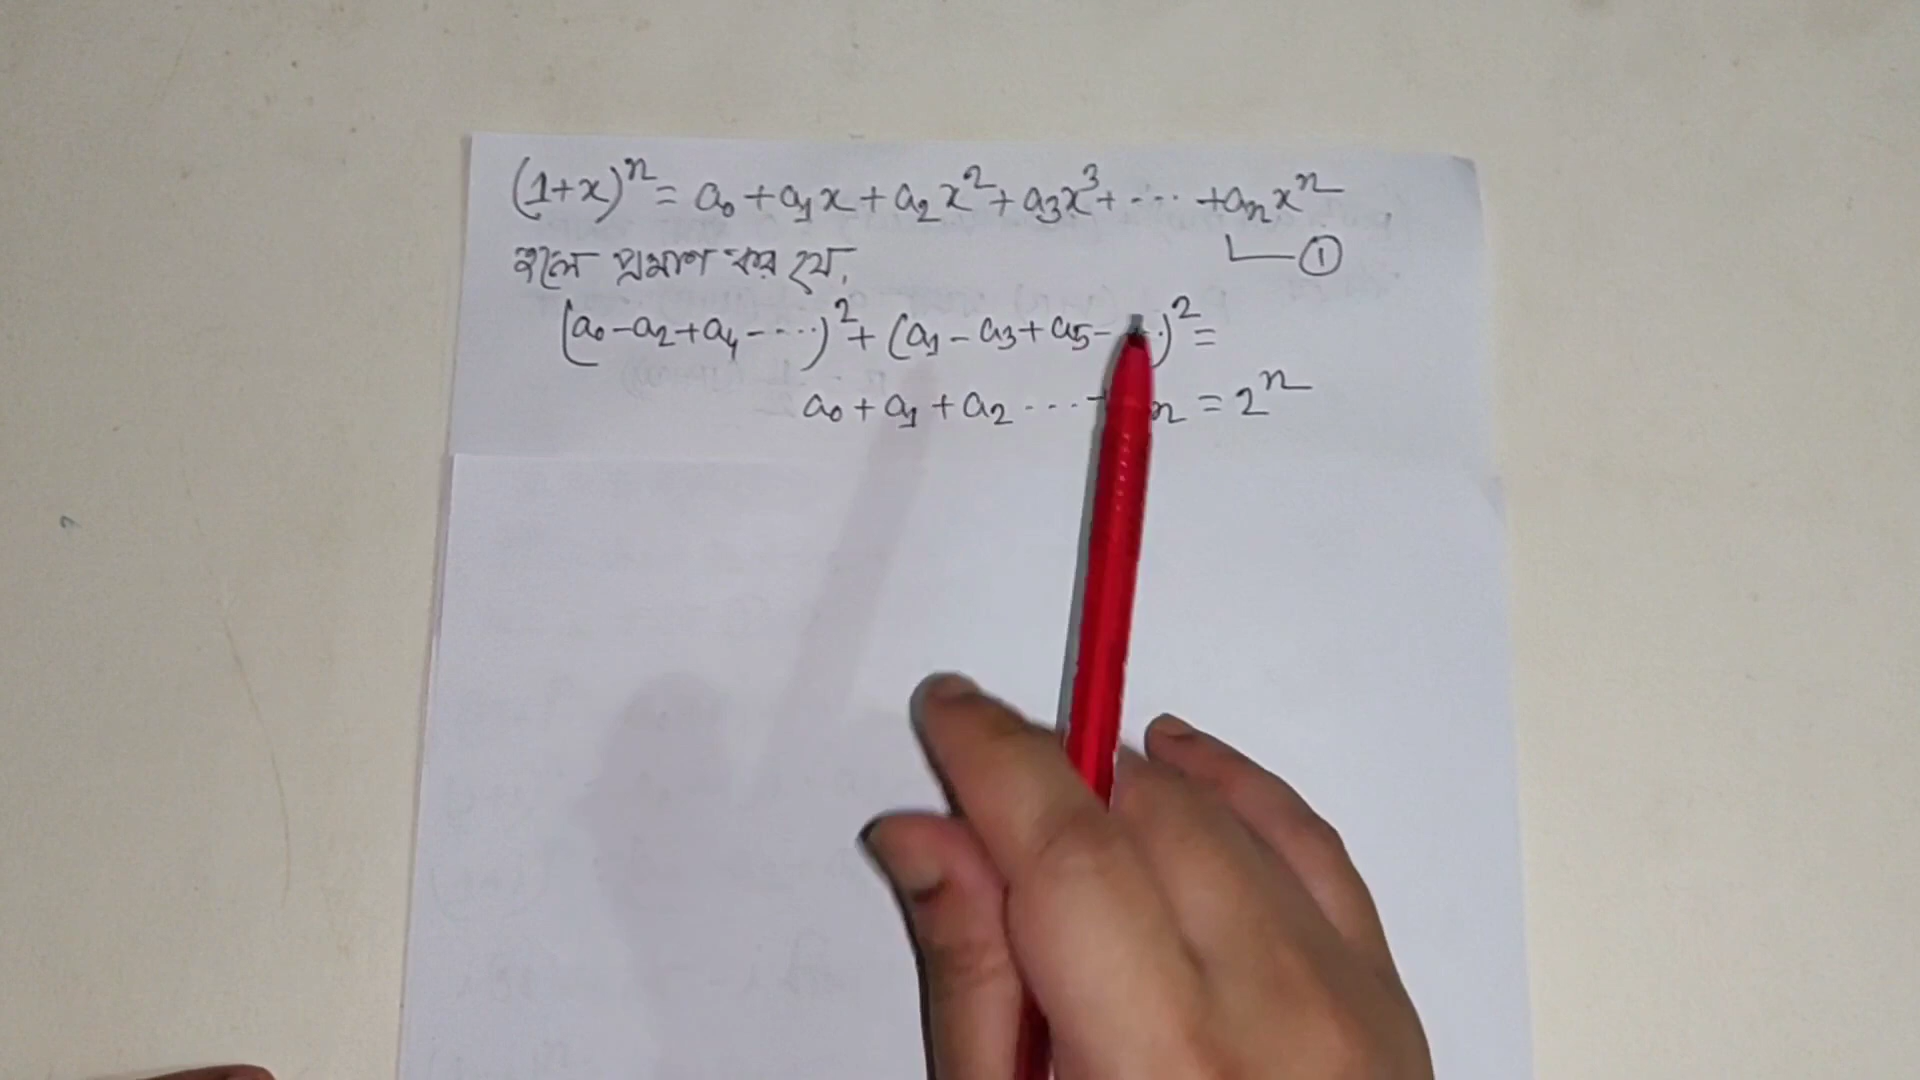 (1+x)ⁿ = a₀ + a₁x + a₂x² + a₃x³ + ··· + aₙxⁿ
হলে প্রমাণ কর যে, ①
(a₀ - a₂ + a₄ - ····)² + (a₁ - a₃ + a₅ - ··)² =
a₀ + a₁ + a₂ ···· + n = 2ⁿ